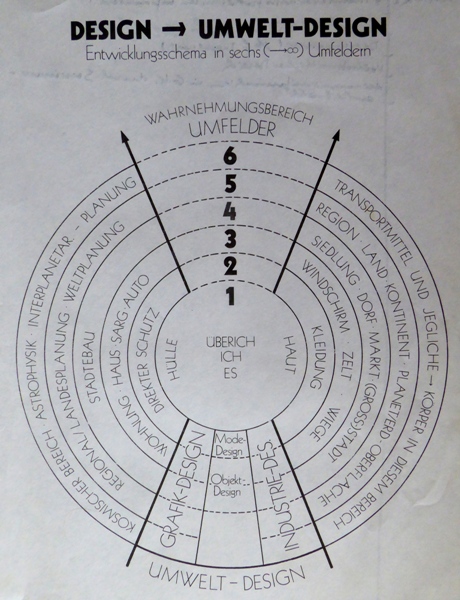 DESIGN → UMWELT-DESIGN
Entwicklungsschema in sechs (→∞) Umfeldern
WAHRNEHMUNGSBEREICH
UMFELDER
6
5
4
3
2
1
ÜBERICH
ICH
ES
HÜLLE
HAUT
DIREKTER SCHUTZ
KLEIDUNG
WOHNUNG · HAUS · SARG · AUTO
WINDSCHIRM · ZELT · WIEGE
STÄDTEBAU
SIEDLUNG · DORF · MARKT (GROSS)STADT
REGIONAL/LANDESPLANUNG · WELTPLANUNG
REGION · LAND · KONTINENT · PLANET/ERD-OBERFLÄCHE
KOSMISCHER BEREICH · ASTROPHYSIK · INTERPLANETAR. - PLANUNG
TRANSPORTMITTEL UND JEGLICHE → KÖRPER IN DIESEM BEREICH
GRAFIK-DESIGN
Mode-
Design
Objekt-
Design
INDUSTRIE-DES.
UMWELT-DESIGN